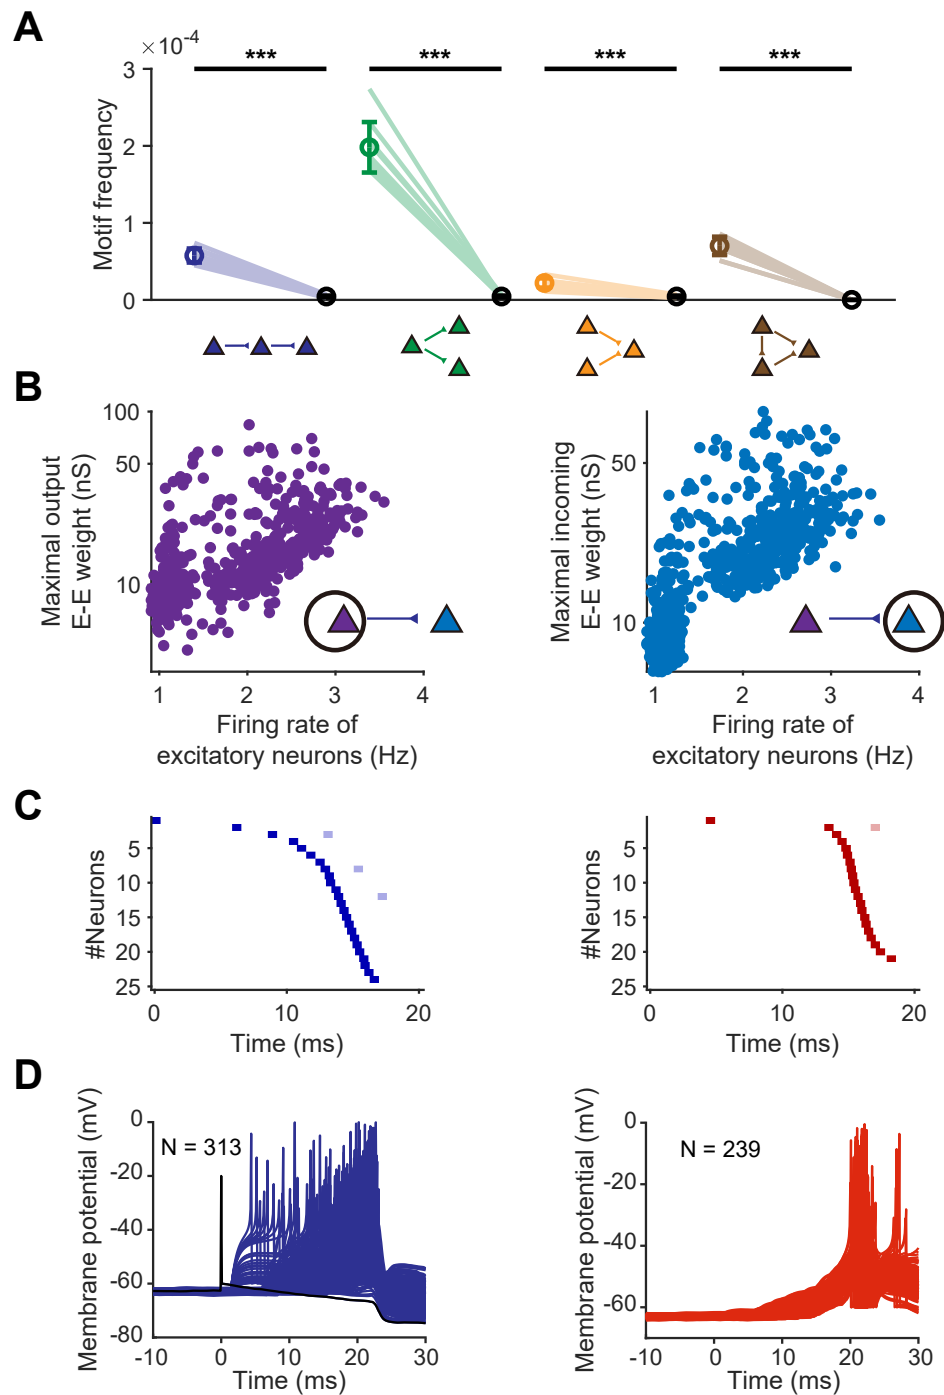 A
×10-4
*** *** *** ***
3
2
1
0
Motif frequency
B
100
50
10
Maximal output
E-E weight (nS)
1 2 3 4
Firing rate of
excitatory neurons (Hz)
50
10
Maximal incoming
E-E weight (nS)
1 2 3 4
Firing rate of
excitatory neurons (Hz)
C
5
10
15
20
25
#Neurons
0 10 20
Time (ms)
5
10
15
20
25
#Neurons
0 10 20
Time (ms)
D
0
-20
-40
-60
-80
Membrane potential (mV)
N = 313
-10 0 10 20 30
Time (ms)
0
-20
-40
-60
Membrane potential (mV)
N = 239
-10 0 10 20 30
Time (ms)